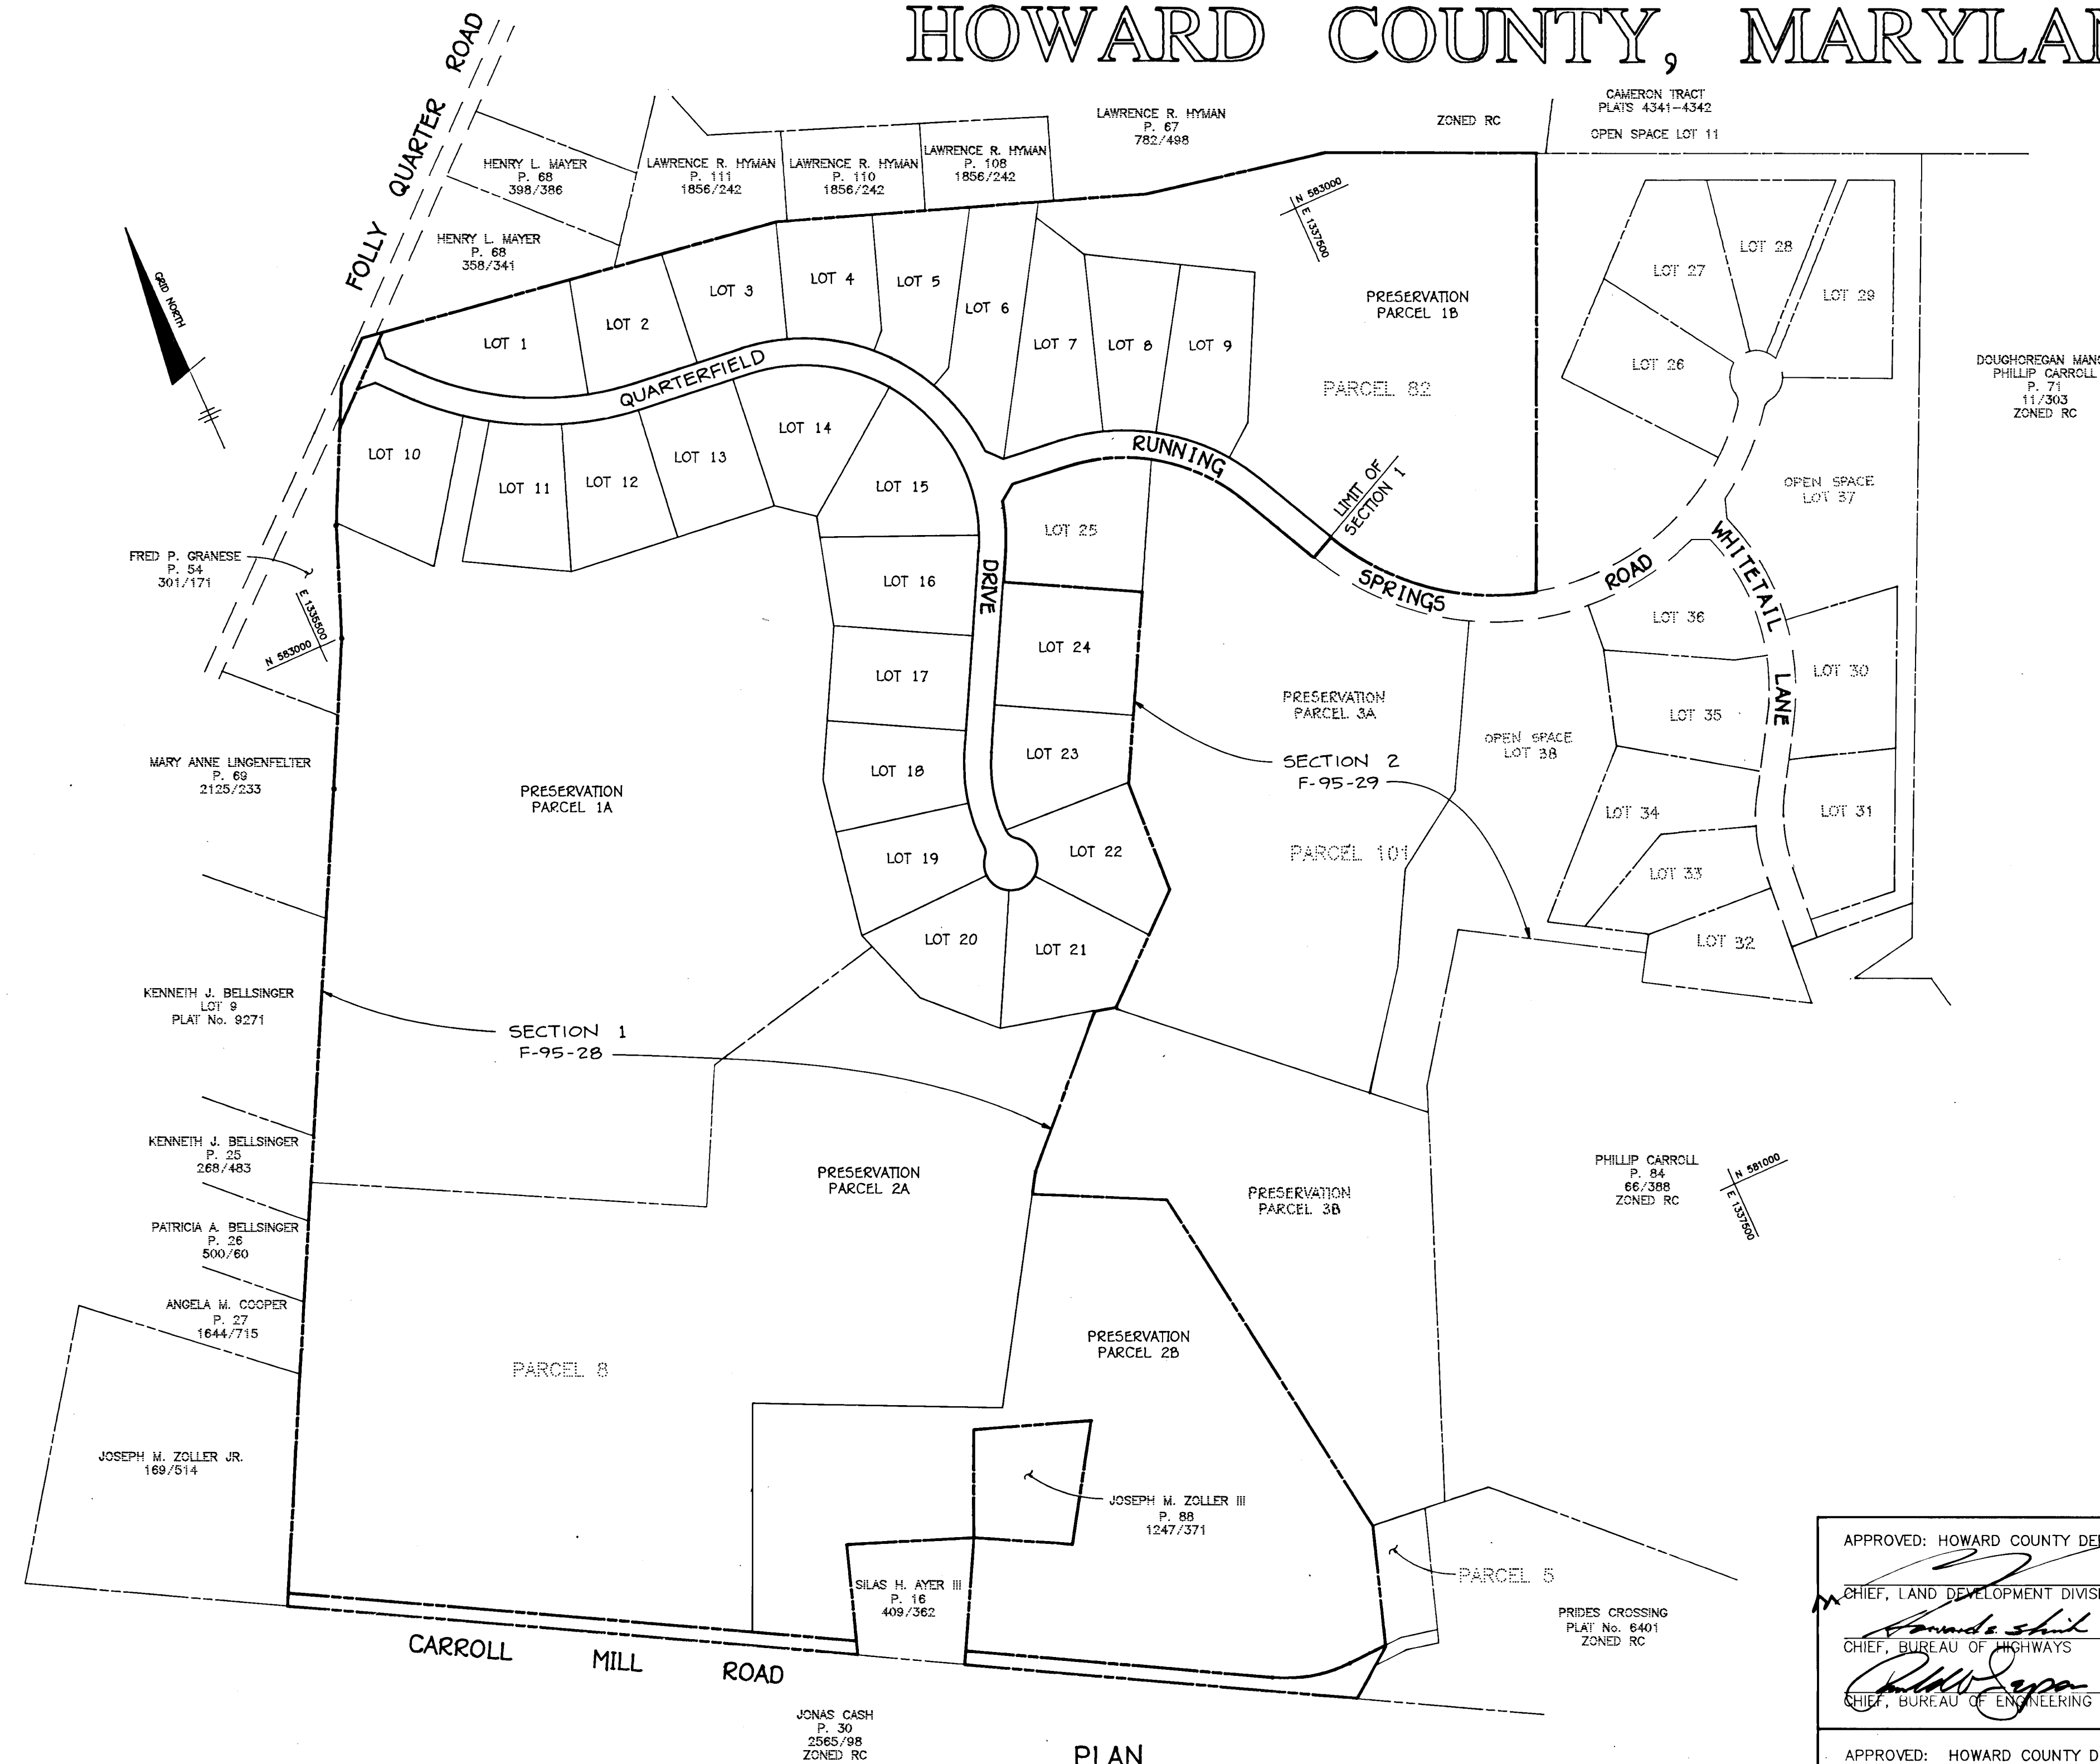 HOWARD COUNTY, MARYLAN
CAMERON TRACT
PLATS 4341-4342
OPEN SPACE LOT 11
LAWRENCE R. HYMAN
P. 67
782/498
ZONED RC
FOLLY QUARTER ROAD
HENRY L. MAYER
P. 68
398/386
LAWRENCE R. HYMAN
P. 111
1856/242
LAWRENCE R. HYMAN
P. 110
1856/242
LAWRENCE R. HYMAN
P. 108
1856/242
HENRY L. MAYER
P. 68
358/341
GRID NORTH
N 583000
E 1337500
LOT 1
LOT 2
LOT 3
LOT 4
LOT 5
LOT 6
LOT 7
LOT 8
LOT 9
PRESERVATION
PARCEL 1B
PARCEL 82
LOT 27
LOT 28
LOT 29
LOT 26
DOUGHOREGAN MANO
PHILLIP CARROLL
P. 71
11/303
ZONED RC
QUARTERFIELD
DRIVE
RUNNING
SPRINGS
ROAD
LIMIT OF
SECTION 1
OPEN SPACE
LOT 37
WHITETAIL
LANE
LOT 10
LOT 11
LOT 12
LOT 13
LOT 14
LOT 15
LOT 25
FRED P. GRANESE
P. 54
301/171
E 1335500
N 583000
LOT 16
LOT 24
LOT 36
LOT 30
LOT 17
LOT 35
PRESERVATION
PARCEL 3A
OPEN SPACE
LOT 38
SECTION 2
F-95-29
MARY ANNE LINGENFELTER
P. 69
2125/233
PRESERVATION
PARCEL 1A
LOT 18
LOT 23
LOT 34
LOT 31
LOT 19
LOT 22
PARCEL 101
LOT 33
LOT 20
LOT 21
LOT 32
KENNETH J. BELLSINGER
LOT 9
PLAT No. 9271
SECTION 1
F-95-28
KENNETH J. BELLSINGER
P. 25
268/483
PRESERVATION
PARCEL 2A
PRESERVATION
PARCEL 3B
PHILLIP CARROLL
P. 84
66/388
ZONED RC
N 581000
E 1337500
PATRICIA A. BELLSINGER
P. 26
500/60
ANGELA M. COOPER
P. 27
1644/715
PARCEL 8
PRESERVATION
PARCEL 2B
JOSEPH M. ZOLLER JR.
169/514
JOSEPH M. ZOLLER III
P. 88
1247/371
SILAS H. AYER III
P. 16
409/362
PARCEL 5
PRIDES CROSSING
PLAT No. 6401
ZONED RC
CARROLL MILL ROAD
JONAS CASH
P. 30
2565/98
ZONED RC
PLAN
APPROVED: HOWARD COUNTY DE
CHIEF, LAND DEVELOPMENT DIVIS
CHIEF, BUREAU OF HIGHWAYS
CHIEF, BUREAU OF ENGINEERING
APPROVED: HOWARD COUNTY D